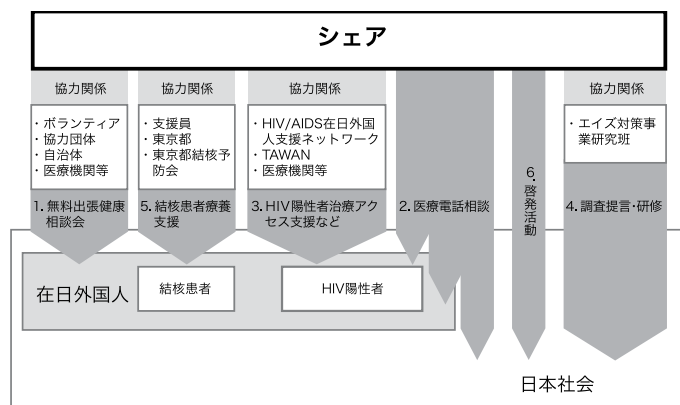 シェア
協力関係
・ボランティア
・協力団体
・自治体
・医療機関等
1. 無料出張健康
相談会
協力関係
・支援員
・東京都
・東京都結核予
防会
5. 結核患者療養
支援
協力関係
・HIV/AIDS在日外国
人支援ネットワーク
・TAWAN
・医療機関等
3. HIV陽性者治療アク
セス支援など
2. 医療電話相談
6. 啓発活動
協力関係
・エイズ対策事
業研究班
4. 調査提言・研修
在日外国人
結核患者
HIV陽性者
日本社会